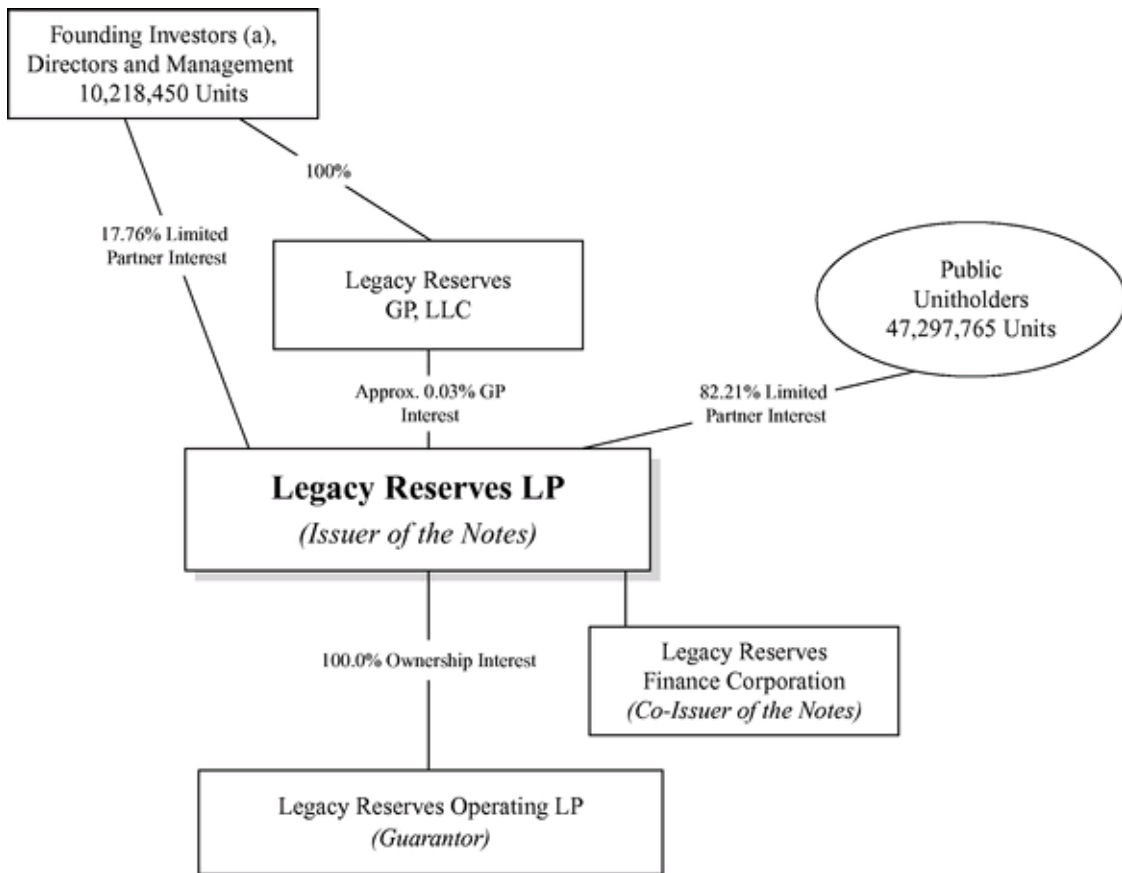 Founding Investors (a),
Directors and Management
10,218,450 Units
100%
17.76% Limited
Partner Interest
Legacy Reserves
GP, LLC
Public
Unitholders
47,297,765 Units
Approx. 0.03% GP
Interest
82.21% Limited
Partner Interest
Legacy Reserves LP
(Issuer of the Notes)
100.0% Ownership Interest
Legacy Reserves
Finance Corporation
(Co-Issuer of the Notes)
Legacy Reserves Operating LP
(Guarantor)